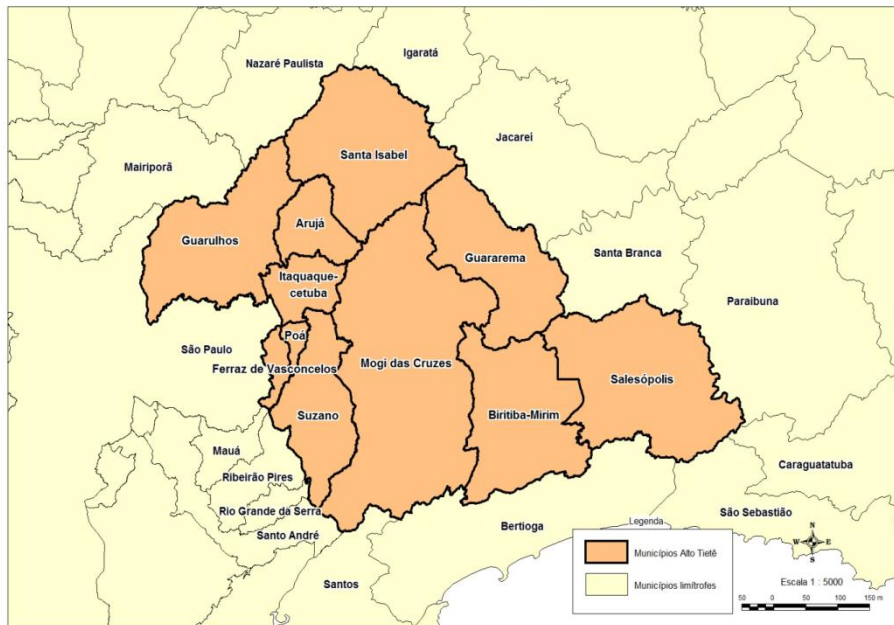 Igaratá
Nazaré Paulista
Jacareí
Santa Isabel
Mairiporã
Arujá
Guarulhos
Santa Branca
Guararema
Itaquaque-
cetuba
Paraibuna
Poá
São Paulo
Ferraz de Vasconcelos
Mogi das Cruzes
Salesópolis
Suzano
Biritiba-Mirim
Mauá
Caraguatatuba
Ribeirão Pires
Rio Grande da Serra
São Sebastião
Santo André
Bertioga
Santos
Legenda
Municípios Alto Tietê
Municípios limítrofes
N
W
E
S
Escala 1 : 5000
50
0
50
100
150 m